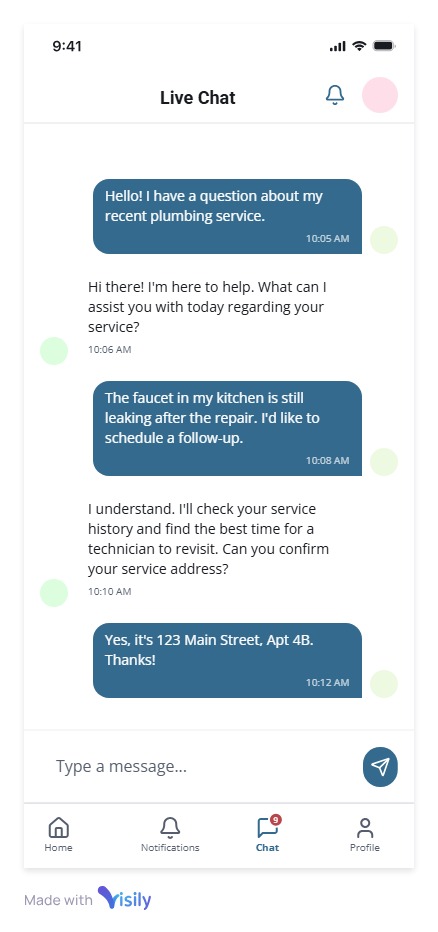 9:41
Live Chat
Hello! I have a question about my
recent plumbing service.
10:05 AM
Hi there! I'm here to help. What can I
assist you with today regarding your
service?
10:06 AM
The faucet in my kitchen is still
leaking after the repair. I'd like to
schedule a follow-up.
10:08 AM
I understand. I'll check your service
history and find the best time for a
technician to revisit. Can you confirm
your service address?
10:10 AM
Yes, it's 123 Main Street, Apt 4B.
Thanks!
10:12 AM
Type a message...
9
Home Notifications Chat Profile
Made with Visily